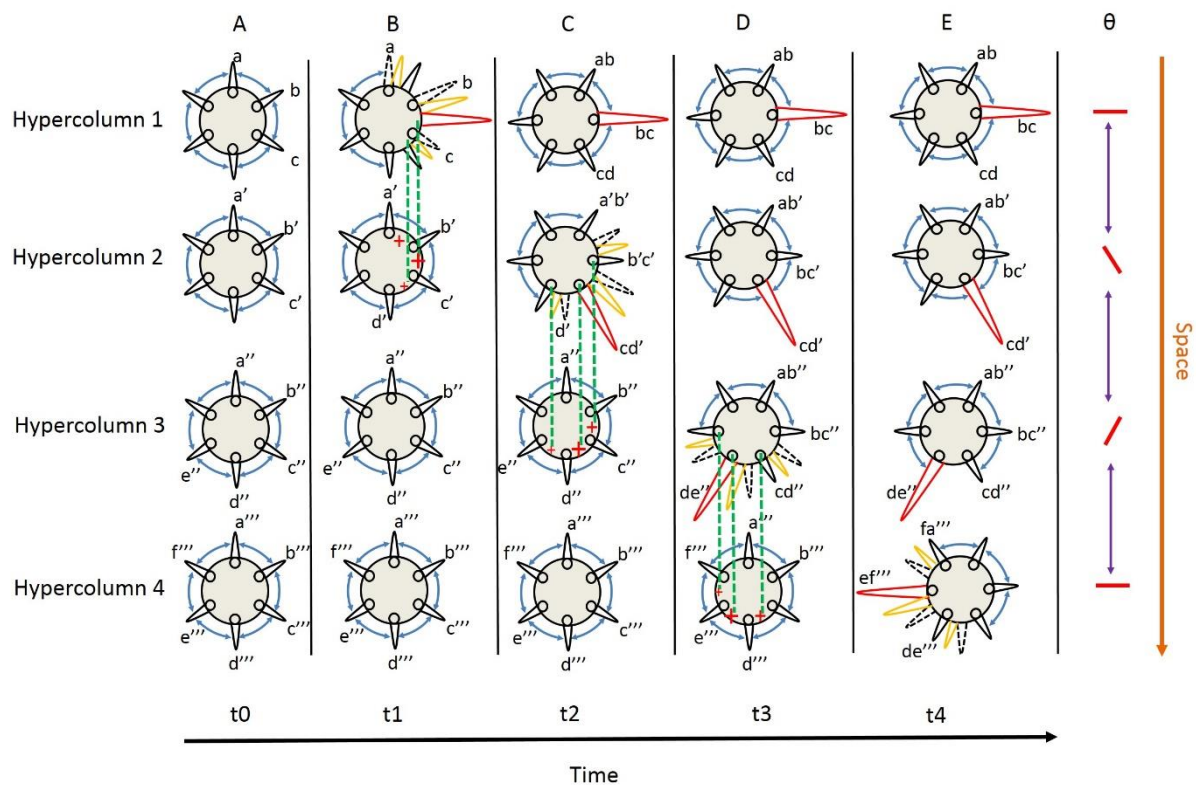 A B C D E θ
Hypercolumn 1
a b c
a b c
ab bc cd
ab bc cd
ab bc cd
Hypercolumn 2
a' b' c' d'
a' b' c' d'
a'b' b'c' d' cd'
ab' bc' cd'
ab' bc' cd'
Hypercolumn 3
a'' b'' c'' d'' e''
a'' b'' c'' d'' e''
a'' b'' c'' d'' e''
ab'' bc'' cd'' de''
ab'' bc'' cd'' de''
Hypercolumn 4
a''' b''' c''' d''' e''' f'''
a''' b''' c''' d''' e''' f'''
a''' b''' c''' d''' e''' f'''
a''' b''' c''' d''' e''' f'''
fa''' ef''' de'''
t0 t1 t2 t3 t4
Time
Space